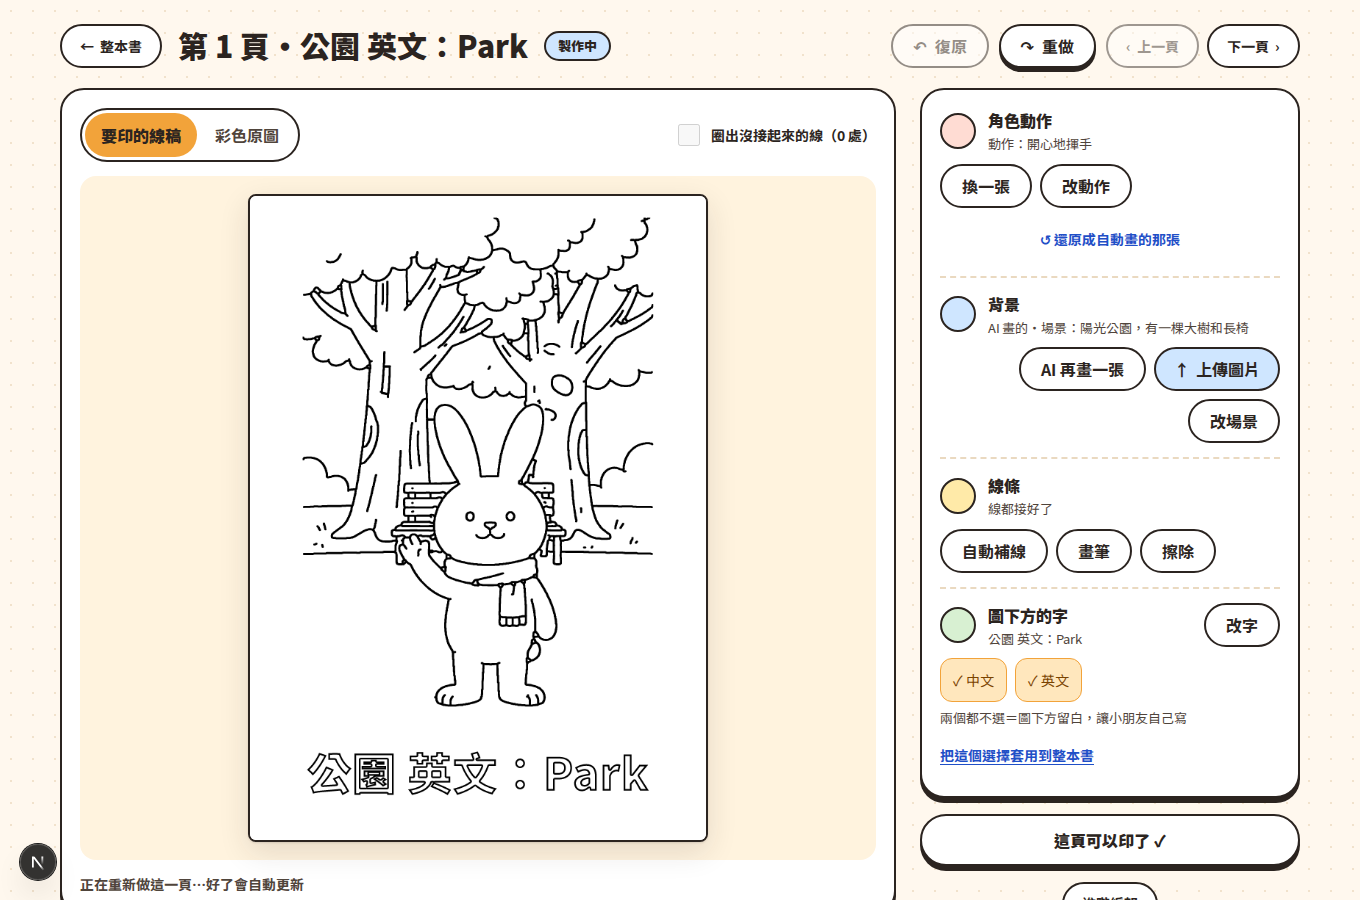 ← 整本書
第 1 頁・公園 英文：Park
製作中
↶ 復原
↷ 重做
‹ 上一頁
下一頁 ›
要印的線稿
彩色原圖
圈出沒接起來的線（0 處）
公園 英文：Park
正在重新做這一頁…好了會自動更新
角色動作
動作：開心地揮手
換一張
改動作
↺ 還原成自動畫的那張
背景
AI 畫的・場景：陽光公園，有一棵大樹和長椅
AI 再畫一張
↑ 上傳圖片
改場景
線條
線都接好了
自動補線
畫筆
擦除
圖下方的字
公園 英文：Park
改字
✓ 中文
✓ 英文
兩個都不選＝圖下方留白，讓小朋友自己寫
把這個選擇套用到整本書
這頁可以印了 ✓
N